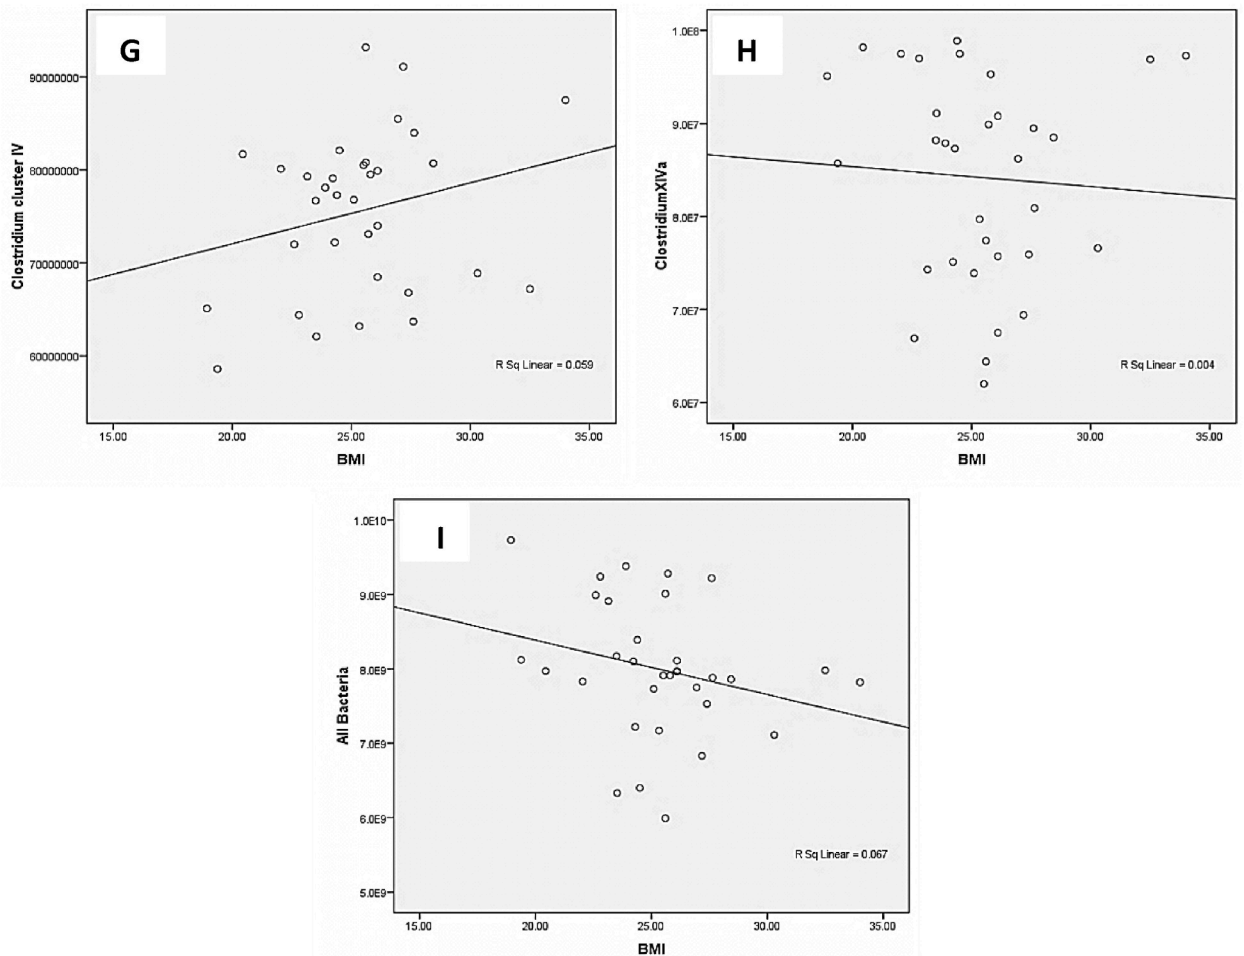 G
Clostridium cluster IV
90000000
80000000
70000000
60000000
R Sq Linear = 0.059
15.00 20.00 25.00 30.00 35.00
BMI
H
ClostridiumXIVa
1.0E8
9.0E7
8.0E7
7.0E7
6.0E7
R Sq Linear = 0.004
15.00 20.00 25.00 30.00 35.00
BMI
I
All Bacteria
1.0E10
9.0E9
8.0E9
7.0E9
6.0E9
5.0E9
R Sq Linear = 0.067
15.00 20.00 25.00 30.00 35.00
BMI